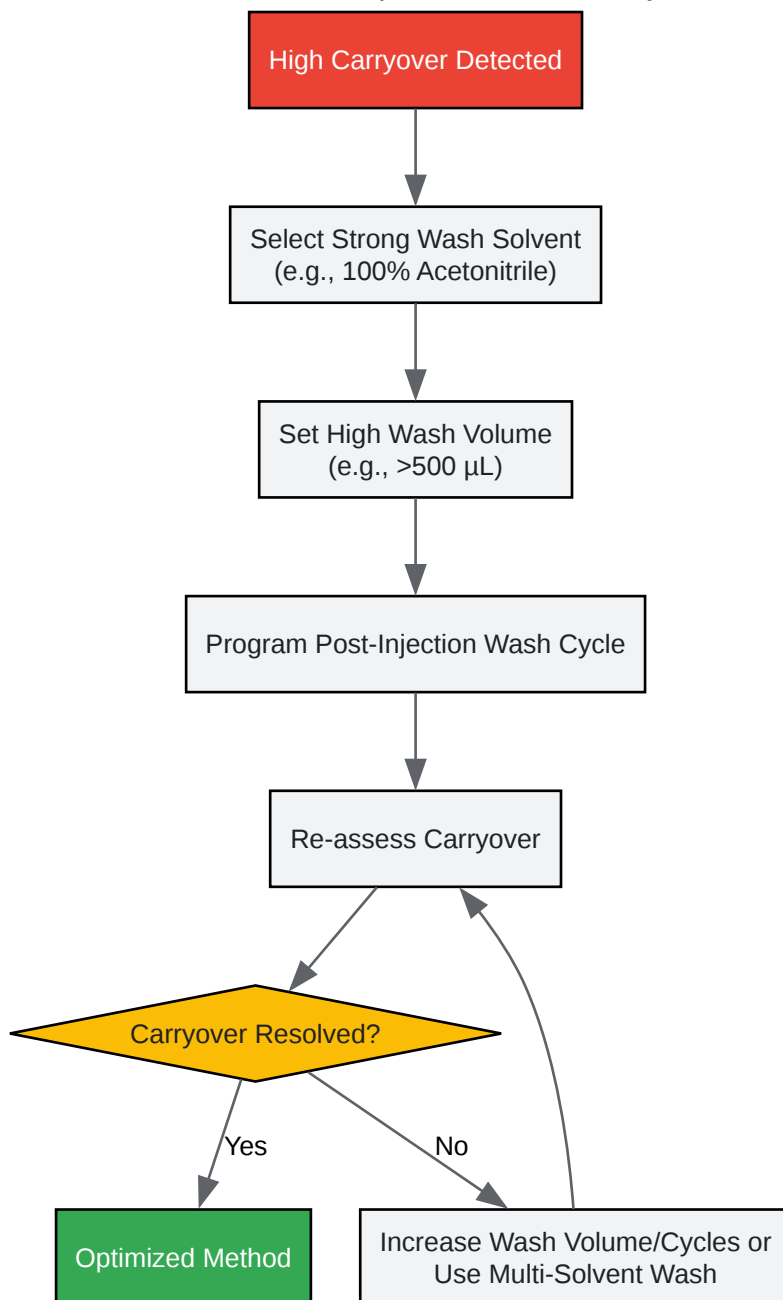 High Carryover Detected
Select Strong Wash Solvent
(e.g., 100% Acetonitrile)
Set High Wash Volume
(e.g., >500 µL)
Program Post-Injection Wash Cycle
Re-assess Carryover
Carryover Resolved?
Yes
No
Optimized Method
Increase Wash Volume/Cycles or
Use Multi-Solvent Wash